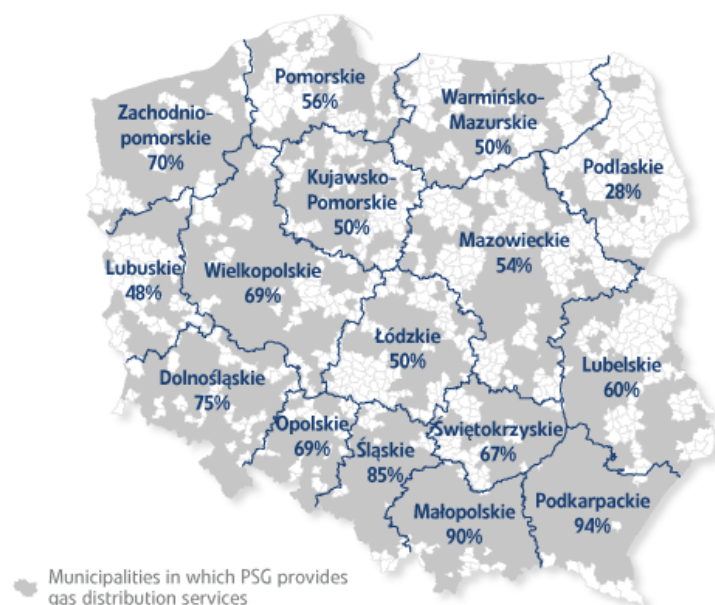 Pomorskie
56%
Zachodnio-
pomorskie
70%
Warmińsko-
Mazurskie
50%
Podlaskie
28%
Kujawsko-
Pomorskie
50%
Mazowieckie
54%
Lubuskie
48%
Wielkopolskie
69%
Łódzkie
50%
Lubelskie
60%
Dolnośląskie
75%
Opolskie
69%
Śląskie
85%
Świętokrzyskie
67%
Małopolskie
90%
Podkarpackie
94%
Municipalities in which PSG provides
gas distribution services